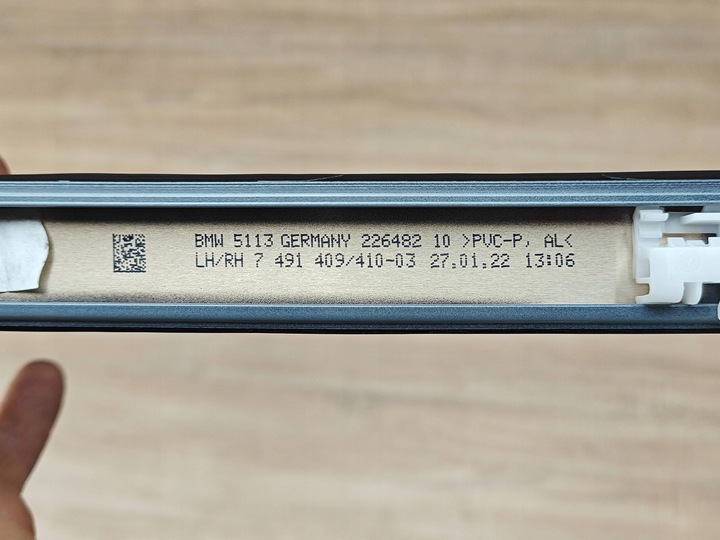 BMW 5113 GERMANY 226482 10 >PVC-P, AL<
LH/RH 7 491 409/410-03 27.01.22 13:06